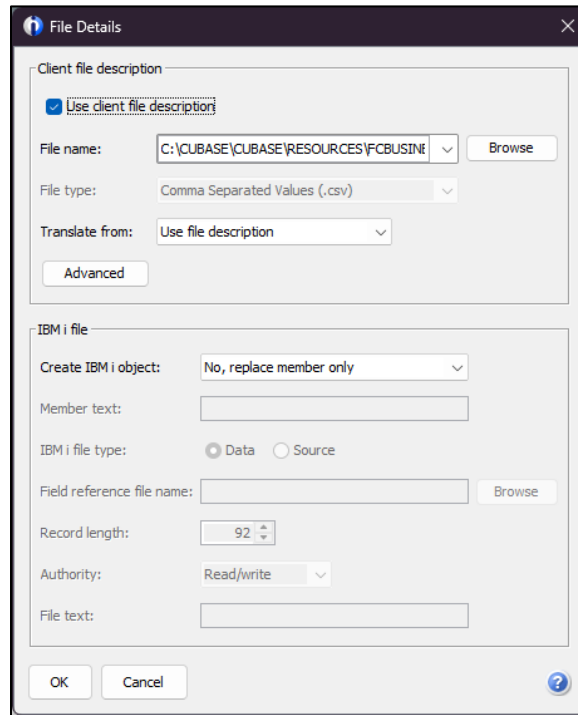 File Details
Client file description
Use client file description
File name: C:\CUBASE\CUBASE\RESOURCES\FCBUSINE Browse
File type: Comma Separated Values (.csv)
Translate from: Use file description
Advanced
IBM i file
Create IBM i object: No, replace member only
Member text:
IBM i file type: Data Source
Field reference file name: Browse
Record length: 92
Authority: Read/write
File text:
OK Cancel ?